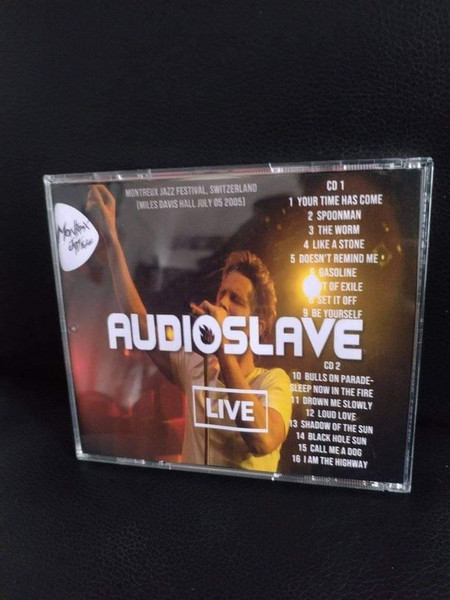 MONTREUX JAZZ FESTIVAL, SWITZERLAND
(MILES DAVIS HALL JULY 05 2005)
Montreux
CD 1
1 YOUR TIME HAS COME
2 SPOONMAN
3 THE WORM
4 LIKE A STONE
5 DOESN'T REMIND ME
GASOLINE
OF EXILE
SET IT OFF
9 BE YOURSELF
AUDIOSLAVE
LIVE
CD 2
10 BULLS ON PARADE-
SLEEP NOW IN THE FIRE
11 DROWN ME SLOWLY
12 LOUD LOVE
13 SHADOW OF THE SUN
14 BLACK HOLE SUN
15 CALL ME A DOG
16 I AM THE HIGHWAY